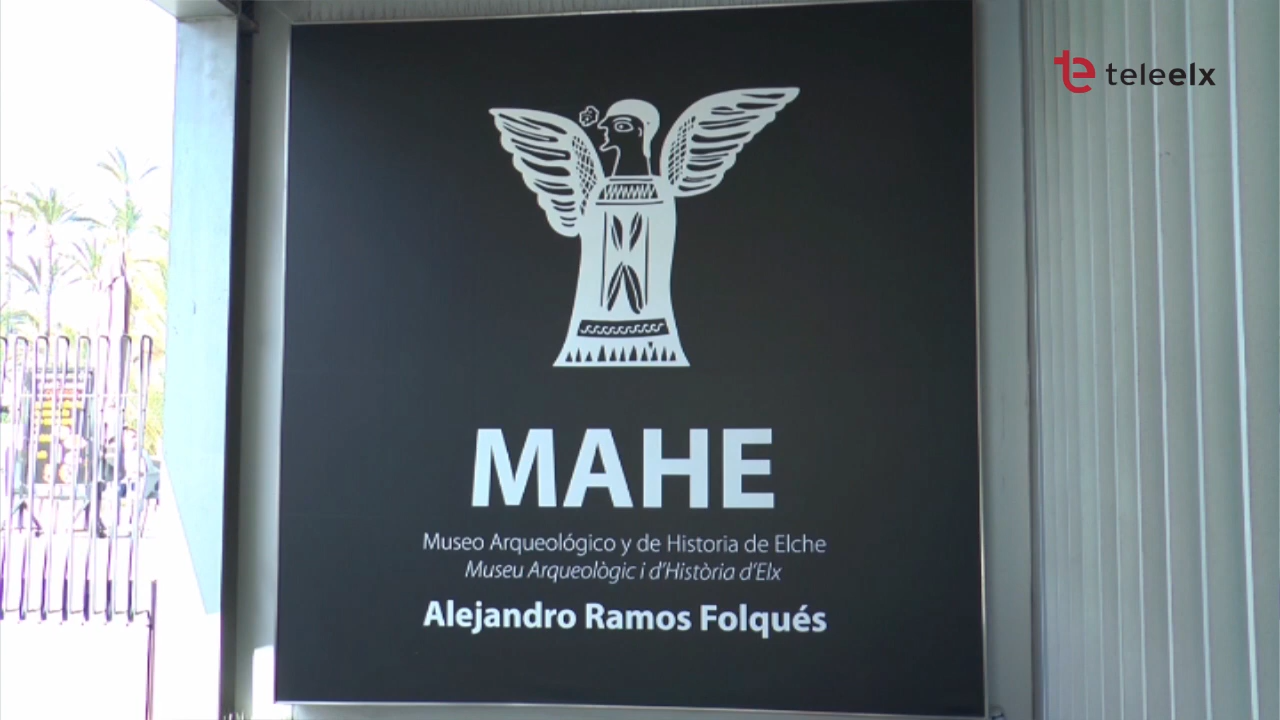 teleelx
MAHE
Museo Arqueológico y de Historia de Elche
Museu Arqueològic i d'Història d'Elx
Alejandro Ramos Folqués